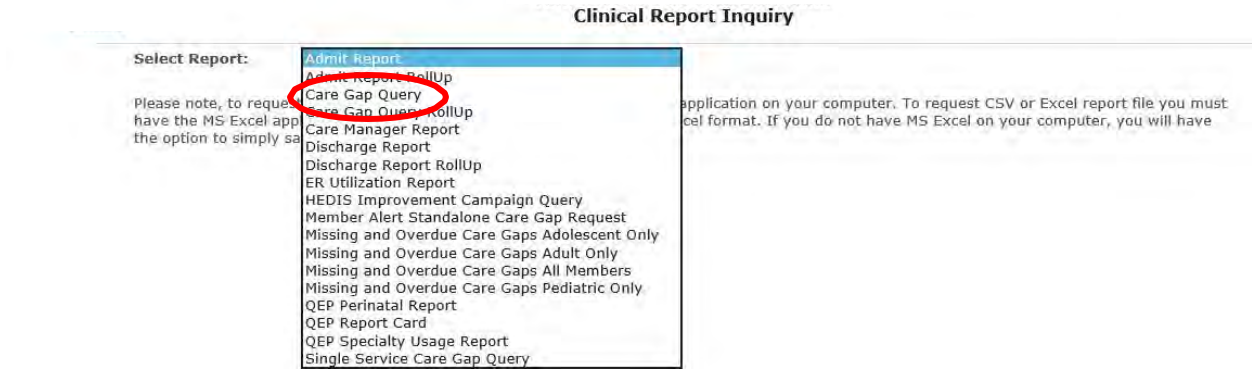 Clinical Report Inquiry
Select Report:
Admit Report
Admit Report RollUp
Care Gap Query
Care Gap Query RollUp
Care Manager Report
Discharge Report
Discharge Report RollUp
ER Utilization Report
HEDIS Improvement Campaign Query
Member Alert Standalone Care Gap Request
Missing and Overdue Care Gaps Adolescent Only
Missing and Overdue Care Gaps Adult Only
Missing and Overdue Care Gaps All Members
Missing and Overdue Care Gaps Pediatric Only
QEP Perinatal Report
QEP Report Card
QEP Specialty Usage Report
Single Service Care Gap Query
Please note, to reques application on your computer. To request CSV or Excel report file you must
have the MS Excel app cel format. If you do not have MS Excel on your computer, you will have
the option to simply sa